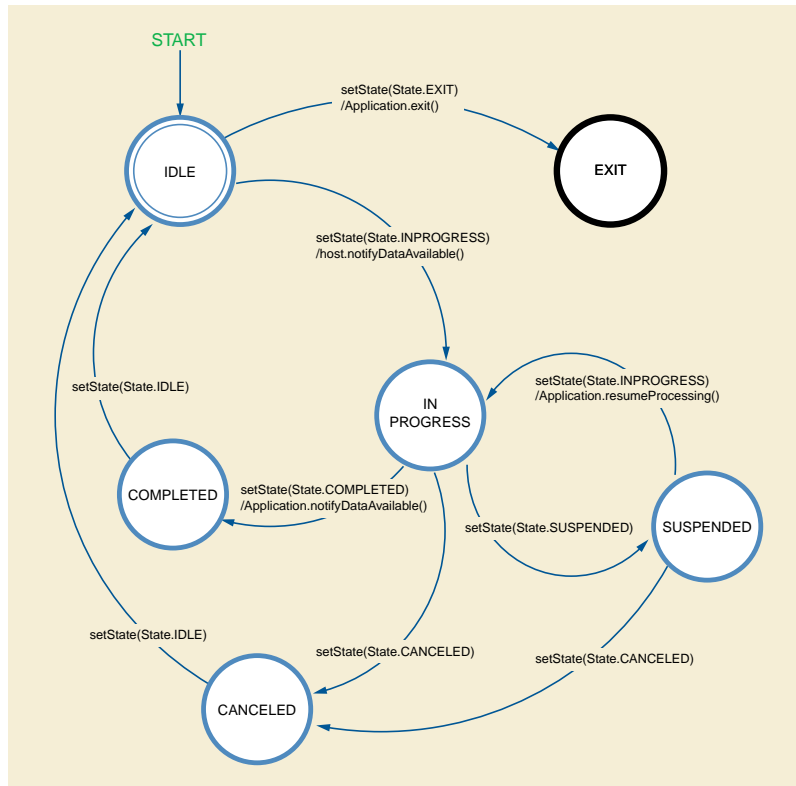 START
setState(State.EXIT)
/Application.exit()
IDLE
EXIT
setState(State.INPROGRESS)
/host.notifyDataAvailable()
setState(State.IDLE)
IN
PROGRESS
setState(State.INPROGRESS)
/Application.resumeProcessing()
COMPLETED
setState(State.COMPLETED)
/Application.notifyDataAvailable()
setState(State.SUSPENDED)
SUSPENDED
setState(State.IDLE)
setState(State.CANCELED)
setState(State.CANCELED)
CANCELED